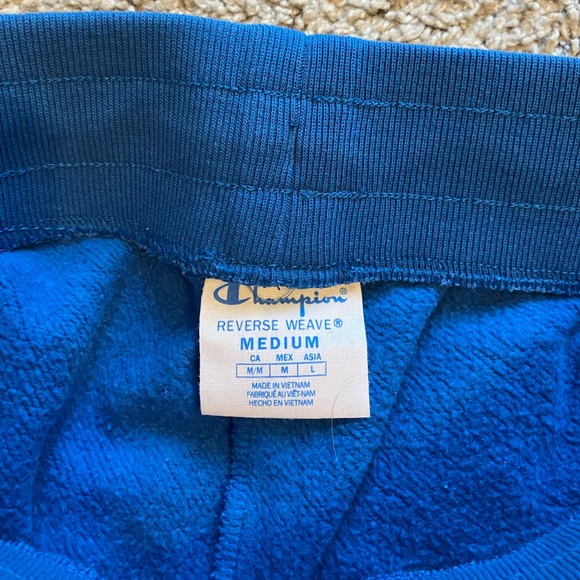 Champion®
REVERSE WEAVE®
MEDIUM
CA MEX ASIA
M/M M L
MADE IN VIETNAM
FABRIQUÉ AU VIÊT-NAM
HECHO EN VIETNAM